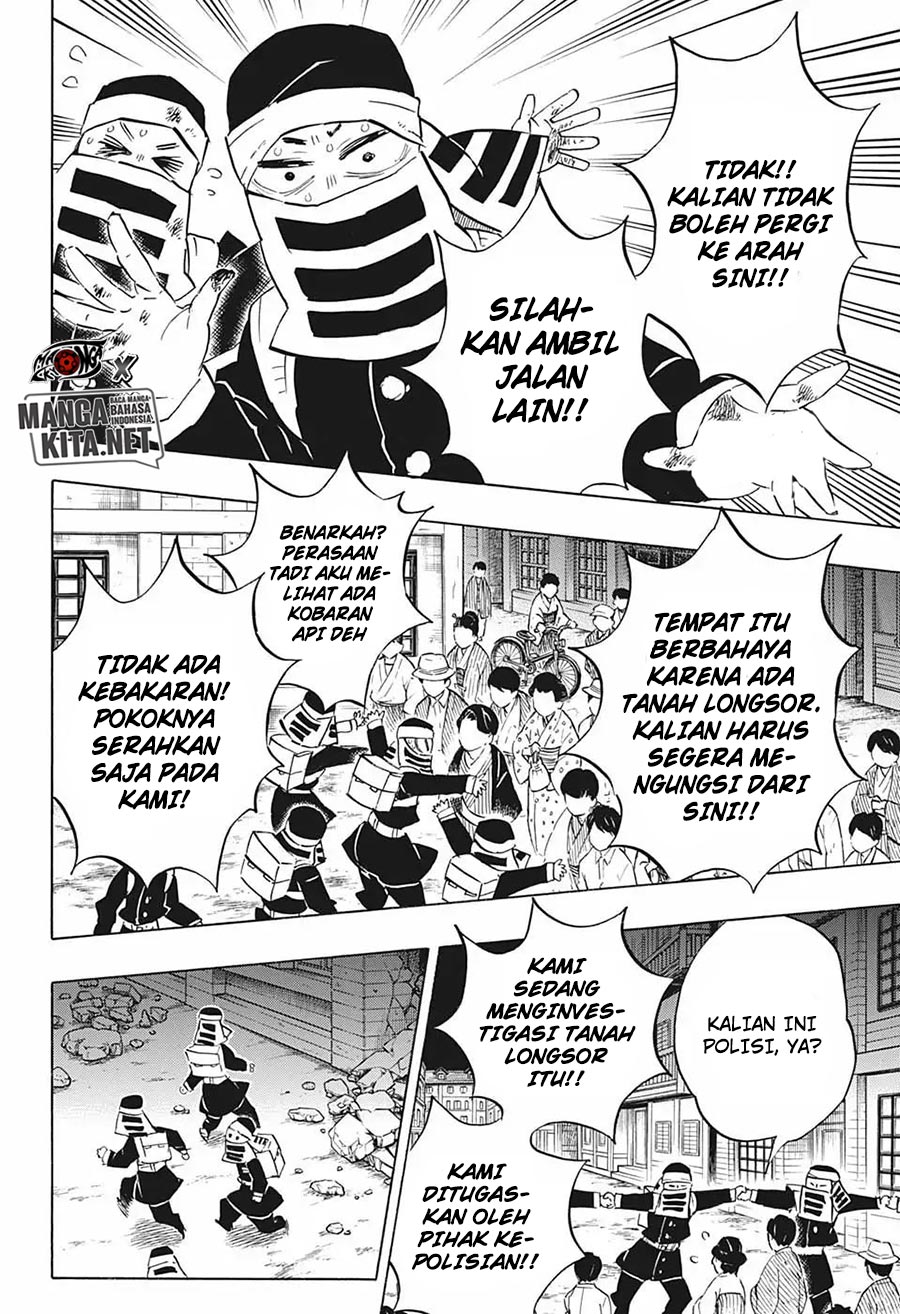 TIDAK!!
KALIAN TIDAK
BOLEH PERGI
KE ARAH
SINI!!
SILAH-
KAN AMBIL
JALAN
LAIN!!
MANGA
BACA MANGA
BAHASA
INDONESIA
KITA.NET
X
TEMPAT ITU
BERBAHAYA
KARENA ADA
TANAH LONGSOR.
KALIAN HARUS
SEGERA ME-
NGUNGSI DARI
SINI!!
BENARKAH?
PERASAAN
TADI AKU ME-
LIHAT ADA
KOBARAN
API DEH
TIDAK ADA
KEBAKARAN!
POKOKNYA
SERAHKAN
SAJA PADA
KAMI!
KALIAN INI
POLISI, YA?
KAMI
SEDANG
MENGINVES-
TIGASI TANAH
LONGSOR
ITU!!
KAMI
DITUGAS-
KAN OLEH
PIHAK KE-
POLISIAN!!